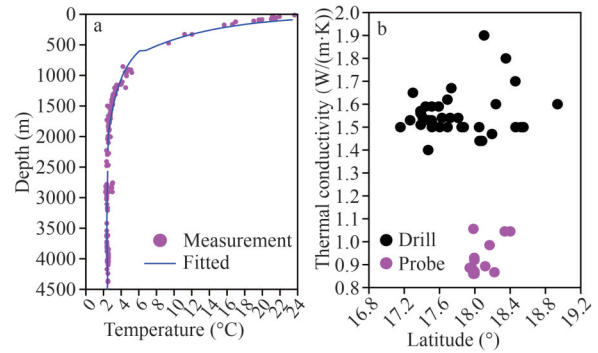 a
0
500
1000
1500
2000
2500
3000
3500
4000
4500
Depth (m)
Measurement
Fitted
0 2 4 6 8 10 12 14 16 18 20 22 24
Temperature (°C)
b
2.0
1.9
1.8
1.7
1.6
1.5
1.4
1.3
1.2
1.1
1.0
0.9
0.8
Thermal conductivity (W/(m·K)
Drill
Probe
16.8 17.2 17.6 18.0 18.4 18.8 19.2
Latitude (°)